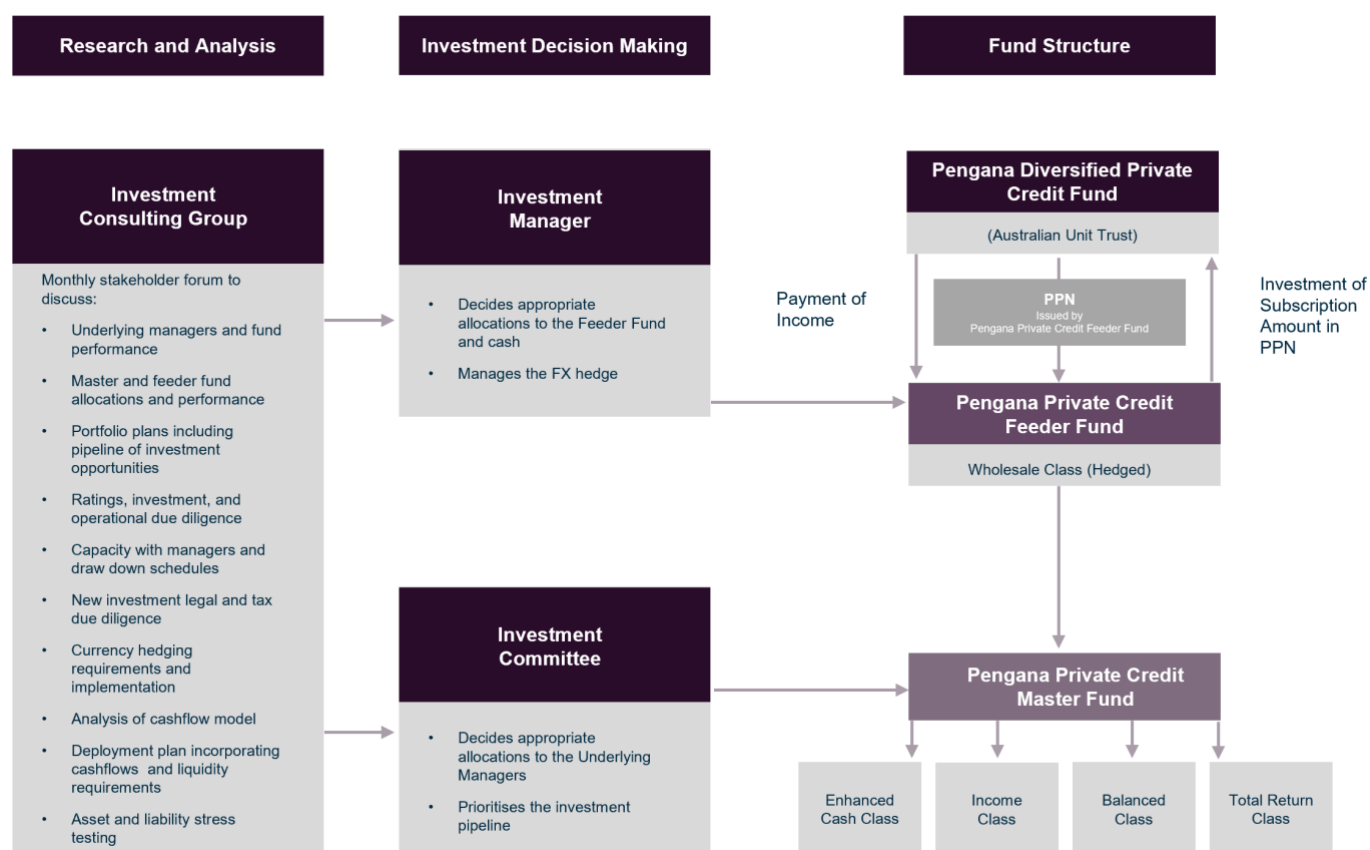 Research and Analysis
Investment Decision Making
Fund Structure
Investment
Consulting Group
Monthly stakeholder forum to
discuss:
• Underlying managers and fund
performance
• Master and feeder fund
allocations and performance
• Portfolio plans including
pipeline of investment
opportunities
• Ratings, investment, and
operational due diligence
• Capacity with managers and
draw down schedules
• New investment legal and tax
due diligence
• Currency hedging
requirements and
implementation
• Analysis of cashflow model
• Deployment plan incorporating
cashflows and liquidity
requirements
• Asset and liability stress
testing
Investment
Manager
• Decides appropriate
allocations to the Feeder Fund
and cash
• Manages the FX hedge
Investment
Committee
• Decides appropriate
allocations to the Underlying
Managers
• Prioritises the investment
pipeline
Pengana Diversified Private
Credit Fund
(Australian Unit Trust)
Payment of
Income
PPN
Issued by
Pengana Private Credit Feeder Fund
Investment of
Subscription
Amount in
PPN
Pengana Private Credit
Feeder Fund
Wholesale Class (Hedged)
Pengana Private Credit
Master Fund
Enhanced
Cash Class
Income
Class
Balanced
Class
Total Return
Class